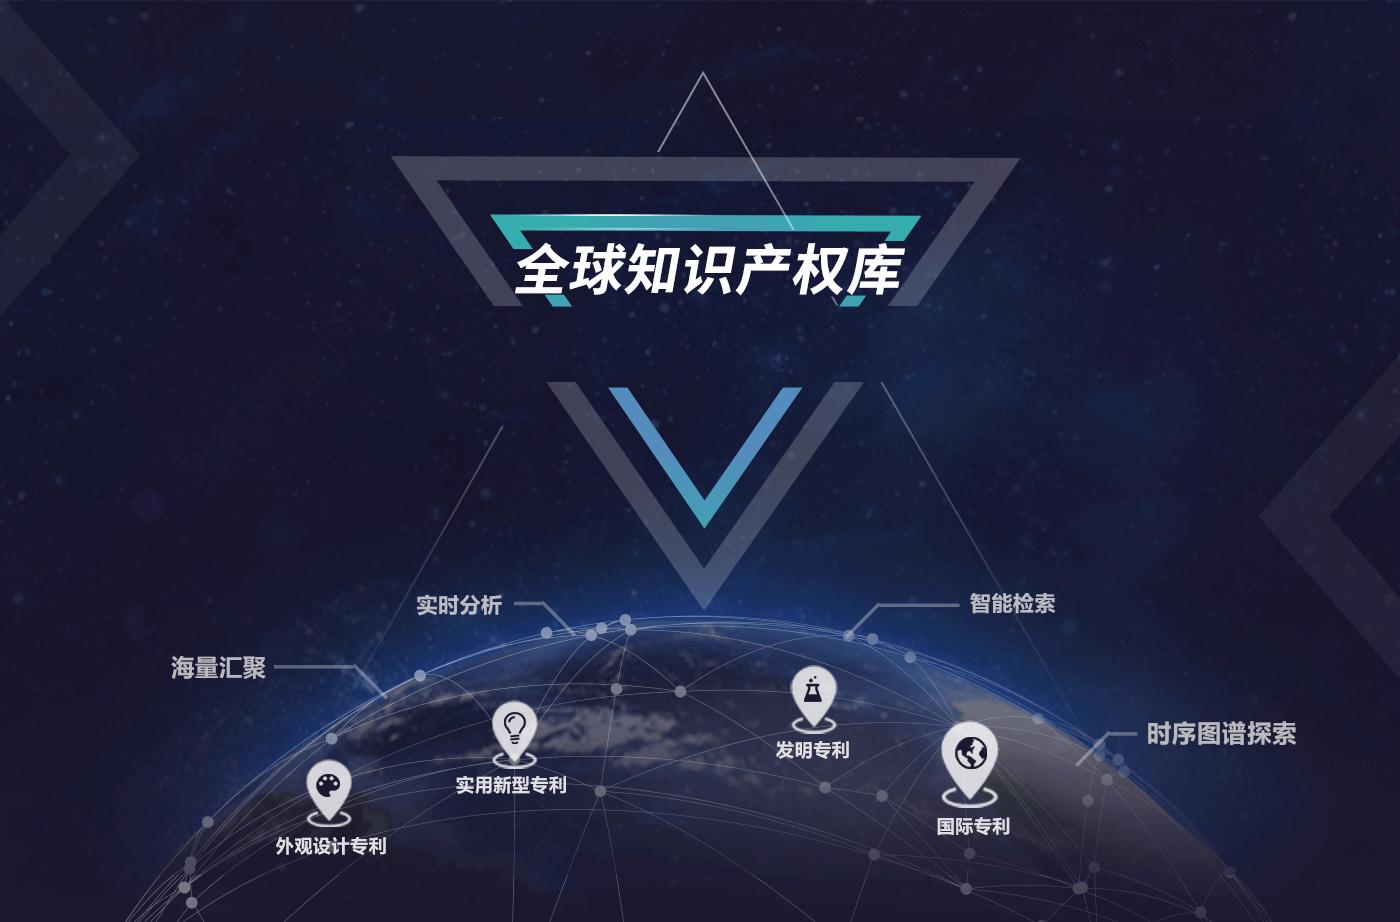 全球知识产权库
实时分析
智能检索
海量汇聚
时序图谱探索
发明专利
实用新型专利
国际专利
外观设计专利